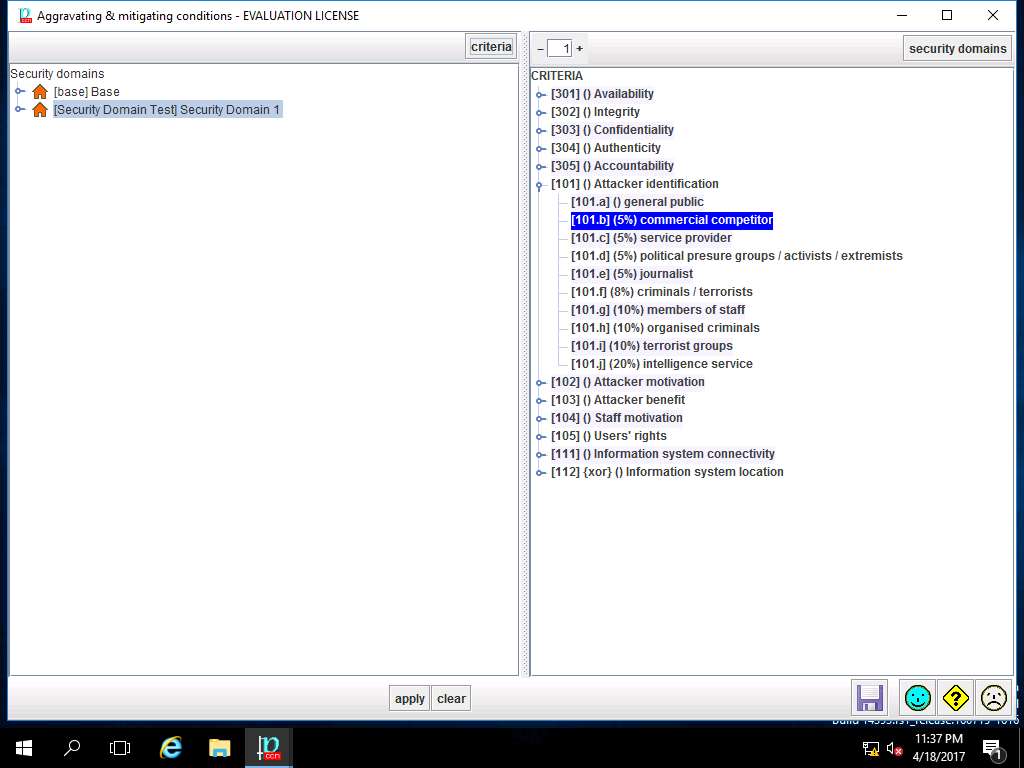 Aggravating & mitigating conditions - EVALUATION LICENSE
criteria
Security domains
[base] Base
[Security Domain Test] Security Domain 1
− 1 +
security domains
CRITERIA
[301] () Availability
[302] () Integrity
[303] () Confidentiality
[304] () Authenticity
[305] () Accountability
[101] () Attacker identification
[101.a] () general public
[101.b] (5%) commercial competitor
[101.c] (5%) service provider
[101.d] (5%) political presure groups / activists / extremists
[101.e] (5%) journalist
[101.f] (8%) criminals / terrorists
[101.g] (10%) members of staff
[101.h] (10%) organised criminals
[101.i] (10%) terrorist groups
[101.j] (20%) intelligence service
[102] () Attacker motivation
[103] () Attacker benefit
[104] () Staff motivation
[105] () Users' rights
[111] () Information system connectivity
[112] {xor} () Information system location
apply
clear
11:37 PM
4/18/2017
1